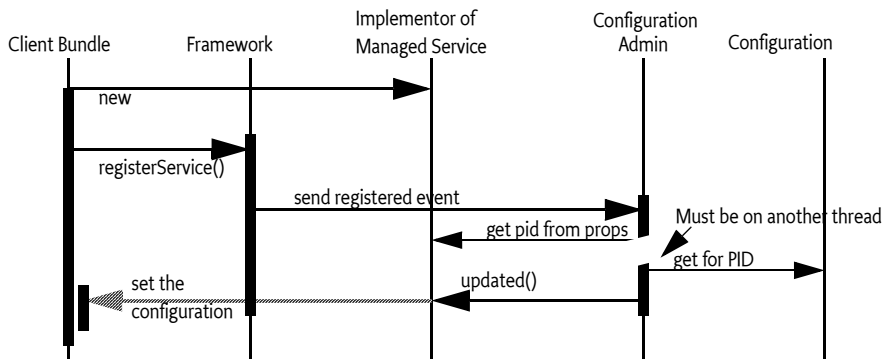 Client Bundle
Framework
Implementor of
Managed Service
Configuration
Admin
Configuration
new
registerService()
send registered event
get pid from props
Must be on another thread
get for PID
updated()
set the
configuration